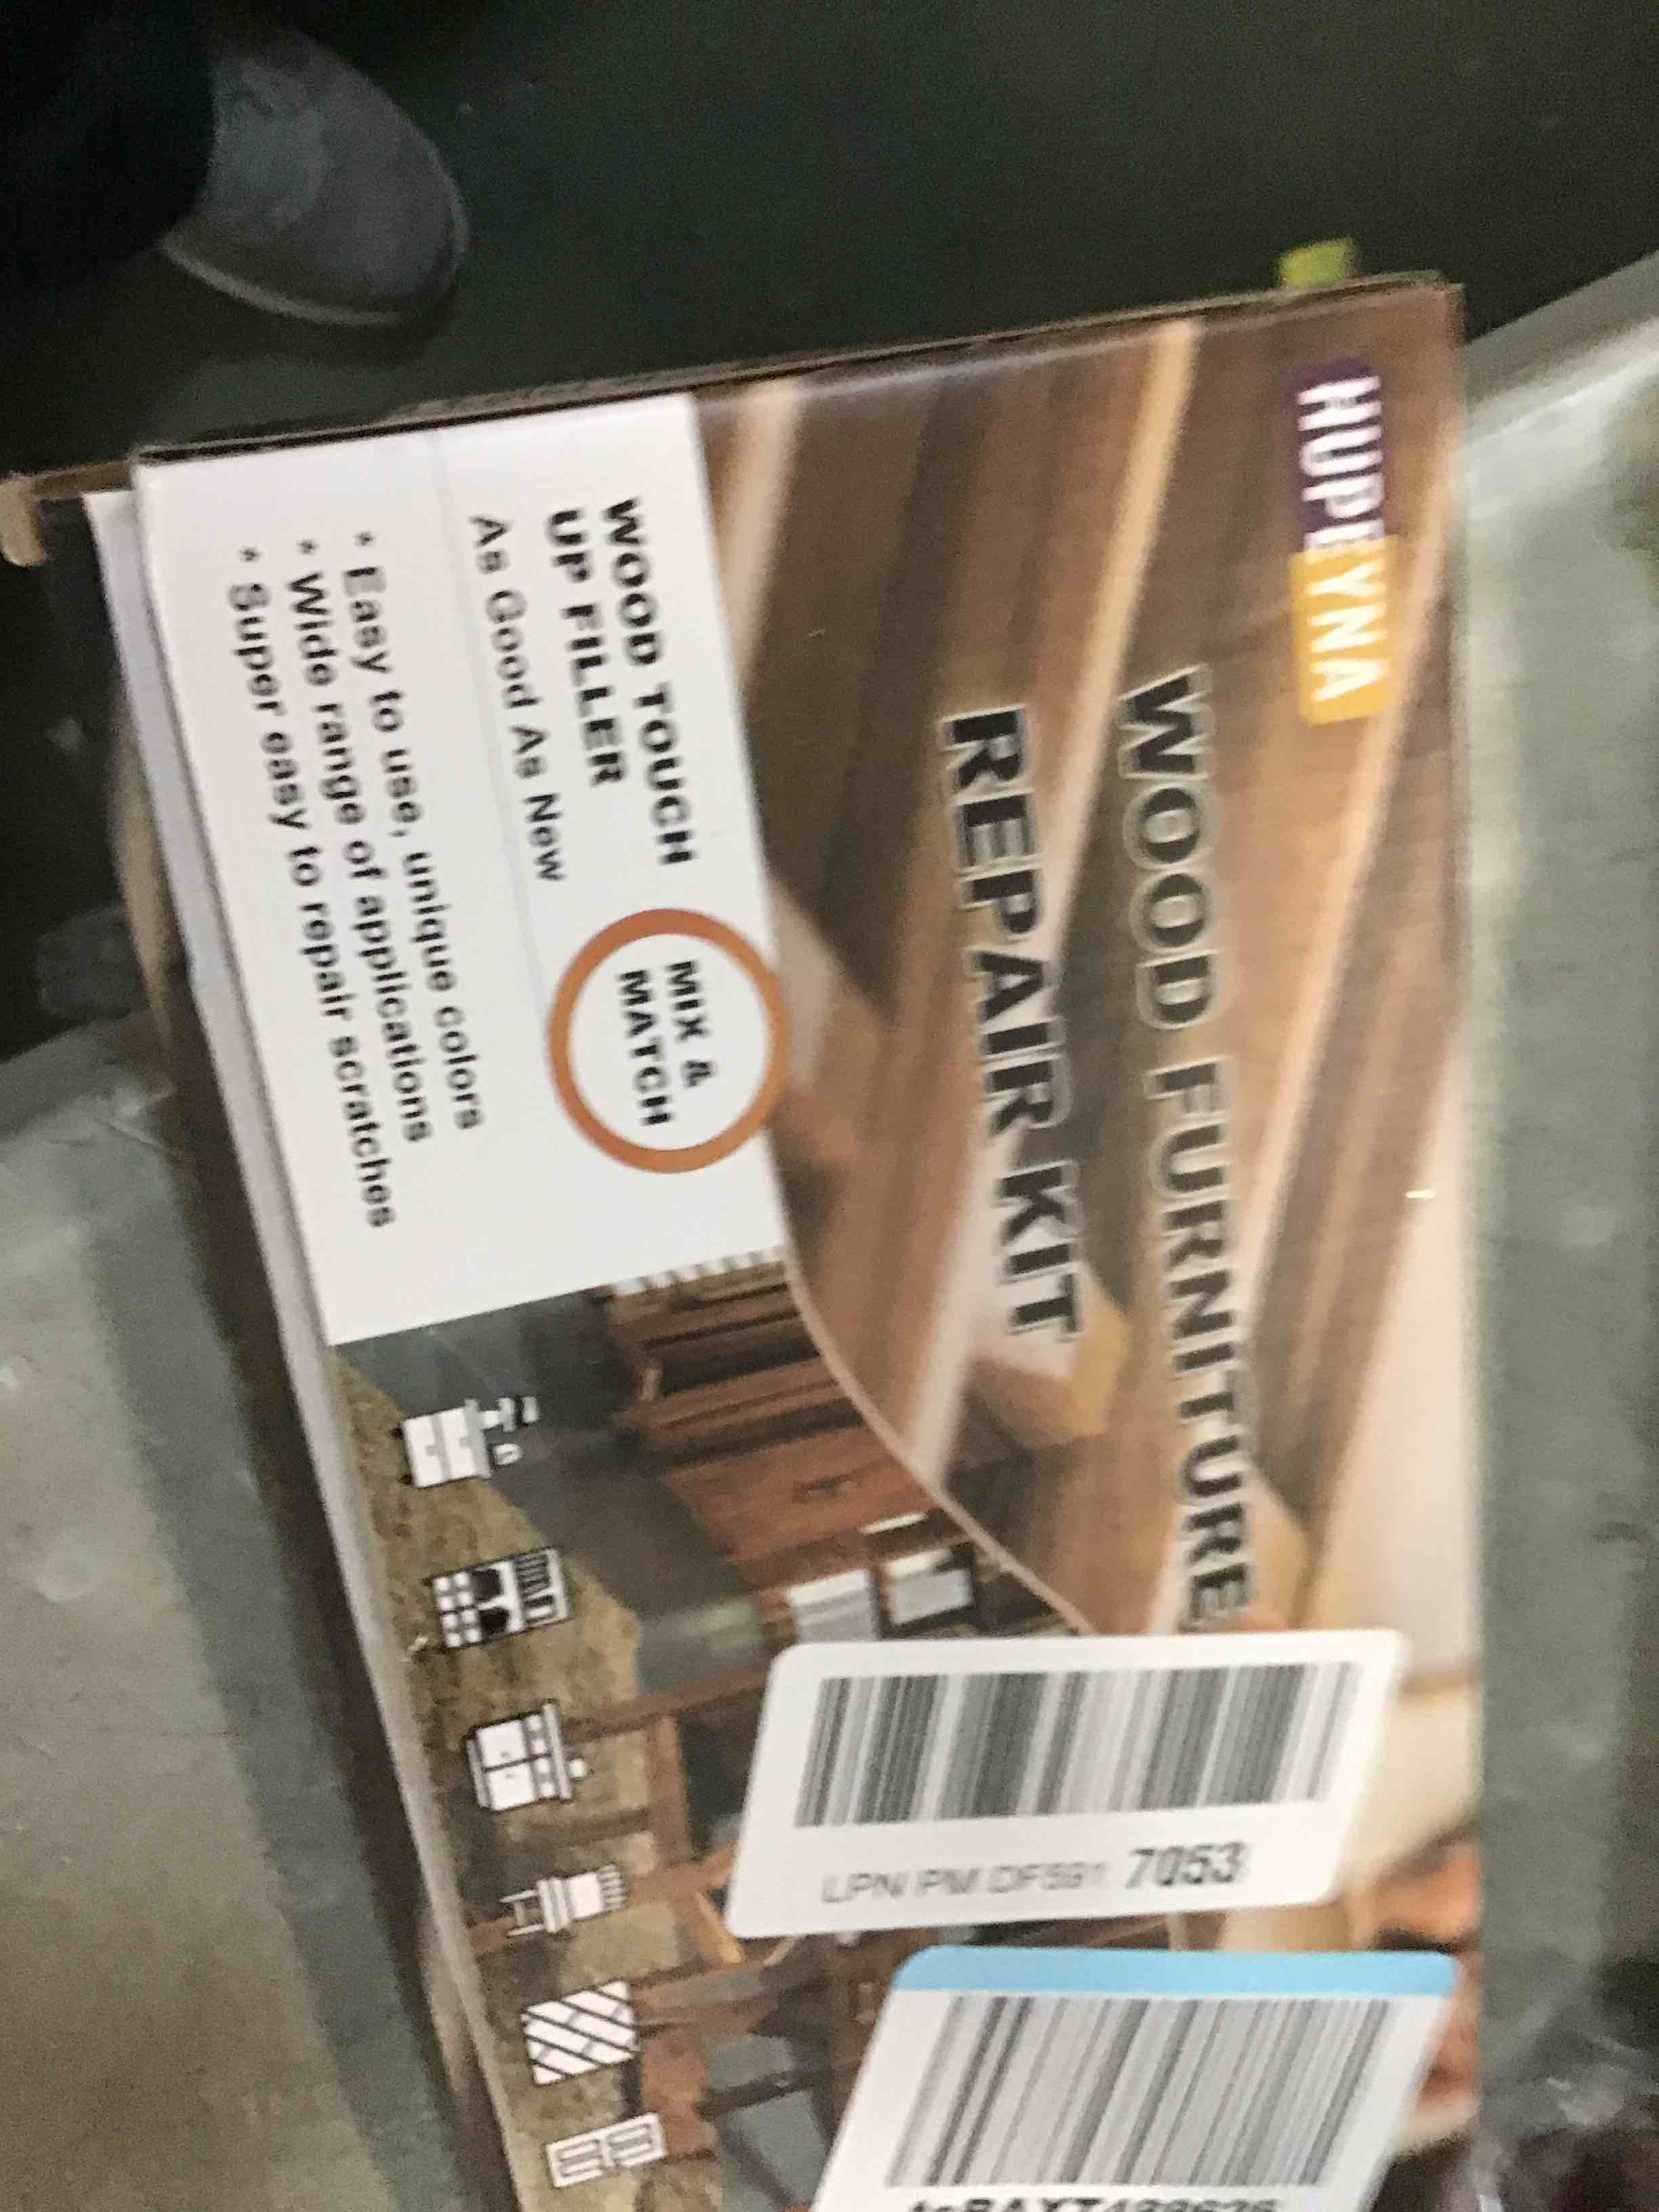 HUPEYNA
WOOD FURNITURE
REPAIR KIT
WOOD TOUCH
UP FILLER
As Good As New
MIX &
MATCH
• Easy to use, unique colors
• Wide range of applications
• Super easy to repair scratches
7053